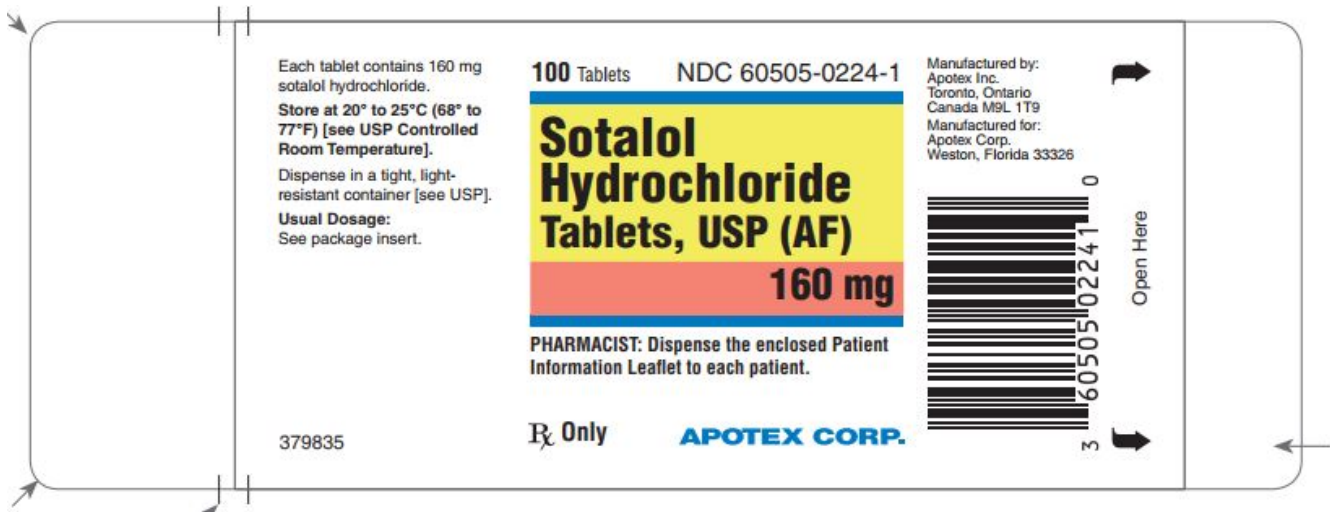 Each tablet contains 160 mg
sotalol hydrochloride.
Store at 20° to 25°C (68° to
77°F) [see USP Controlled
Room Temperature].
Dispense in a tight, light-
resistant container [see USP].
Usual Dosage:
See package insert.
379835
100 Tablets NDC 60505-0224-1
Sotalol
Hydrochloride
Tablets, USP (AF)
160 mg
PHARMACIST: Dispense the enclosed Patient
Information Leaflet to each patient.
Rx Only
APOTEX CORP.
Manufactured by:
Apotex Inc.
Toronto, Ontario
Canada M9L 1T9
Manufactured for:
Apotex Corp.
Weston, Florida 33326
3 60505 02241 0
Open Here